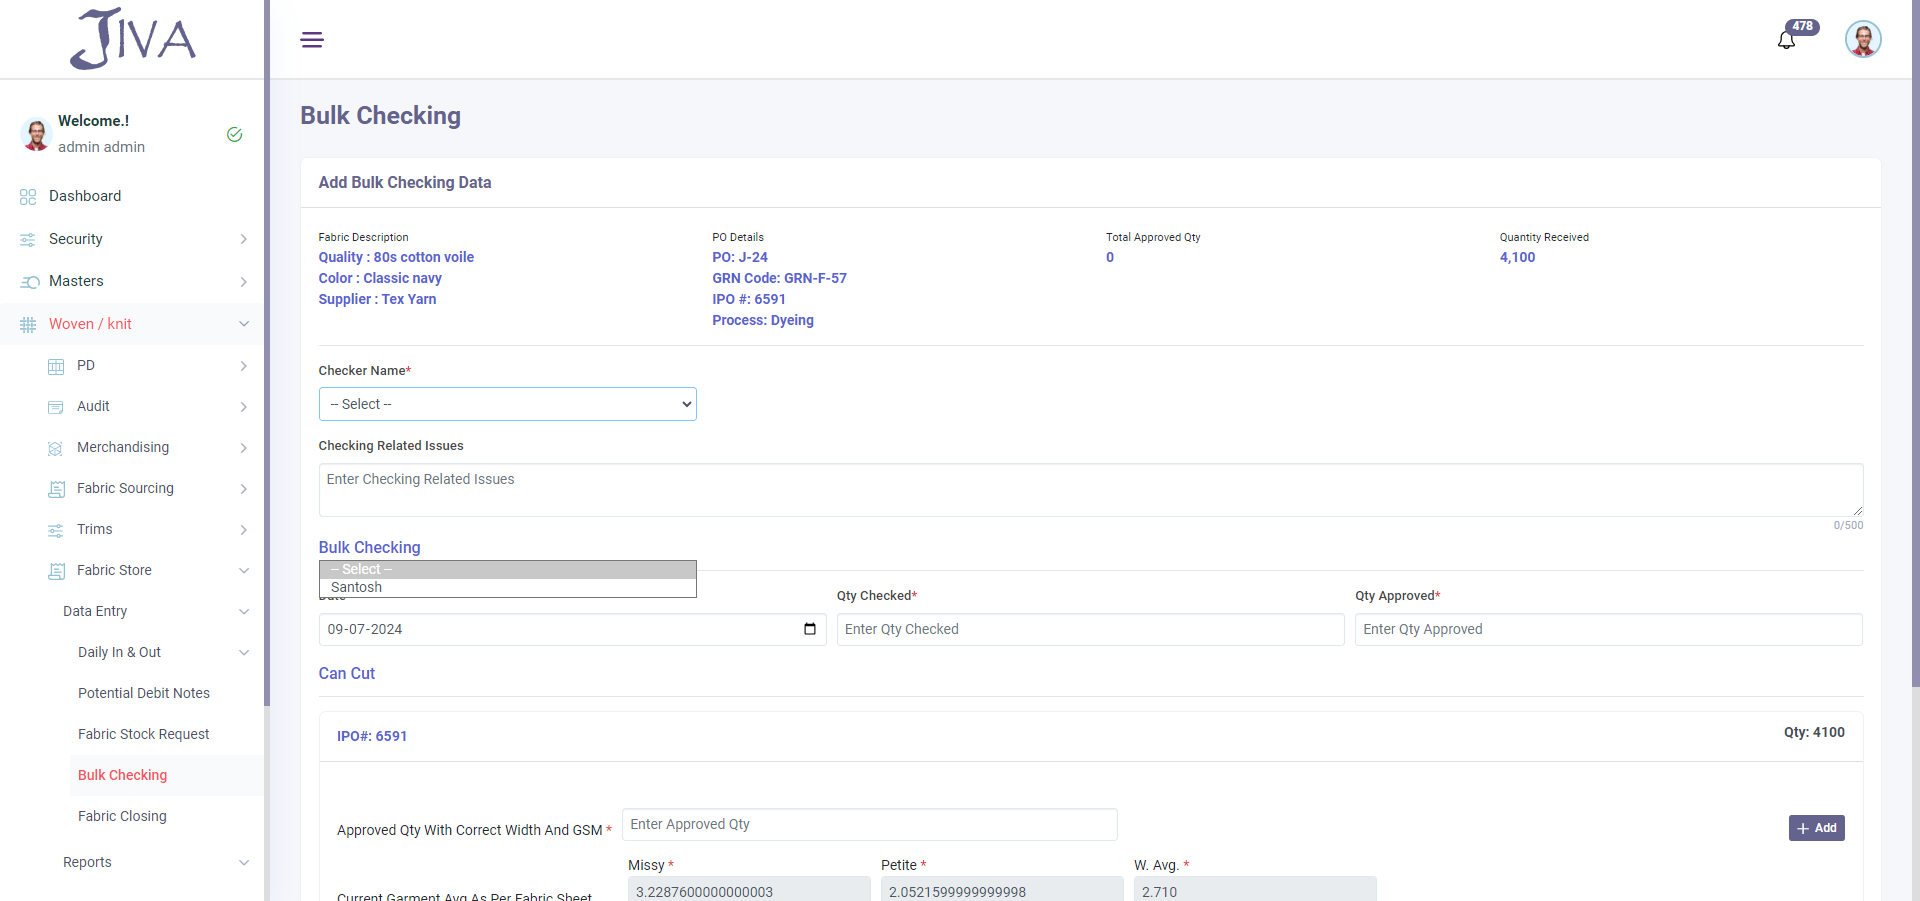 JIVA
478
Welcome.!
admin admin
Dashboard
Security
Masters
Woven / knit
PD
Audit
Merchandising
Fabric Sourcing
Trims
Fabric Store
Data Entry
Daily In & Out
Potential Debit Notes
Fabric Stock Request
Bulk Checking
Fabric Closing
Reports
Bulk Checking
Add Bulk Checking Data
Fabric Description
Quality : 80s cotton voile
Color : Classic navy
Supplier : Tex Yarn
PO Details
PO: J-24
GRN Code: GRN-F-57
IPO #: 6591
Process: Dyeing
Total Approved Qty
0
Quantity Received
4,100
Checker Name*
-- Select --
Checking Related Issues
Enter Checking Related Issues
0/500
Bulk Checking
-- Select --
Santosh
Qty Checked*
Qty Approved*
09-07-2024
Enter Qty Checked
Enter Qty Approved
Can Cut
IPO#: 6591
Qty: 4100
Approved Qty With Correct Width And GSM *
Enter Approved Qty
Add
Missy *
Petite *
W. Avg. *
Current Garment Avg As Per Fabric Sheet
3.2287600000000003
2.0521599999999998
2.710